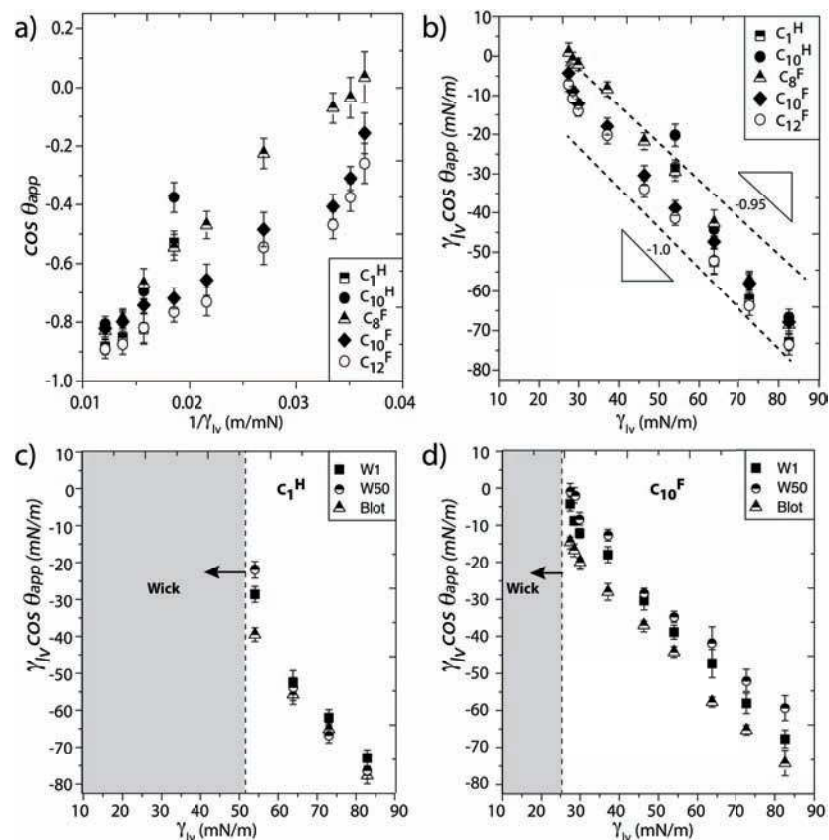 a)
0.2
0.0
-0.2
-0.4
-0.6
-0.8
-1.0
cos θapp
0.01
0.02
0.03
0.04
1/γlv (m/mN)
C1H
C10H
C8F
C10F
C12F
b)
10
0
-10
-20
-30
-40
-50
-60
-70
-80
γlv cos θapp (mN/m)
10 20 30 40 50 60 70 80 90
γlv (mN/m)
C1H
C10H
C8F
C10F
C12F
-0.95
-1.0
c)
10
0
-10
-20
-30
-40
-50
-60
-70
-80
γlv cos θapp (mN/m)
10 20 30 40 50 60 70 80 90
γlv (mN/m)
Wick
C1H
W1
W50
Blot
d)
10
0
-10
-20
-30
-40
-50
-60
-70
-80
γlv cos θapp (mN/m)
10 20 30 40 50 60 70 80 90
γlv (mN/m)
Wick
C10F
W1
W50
Blot